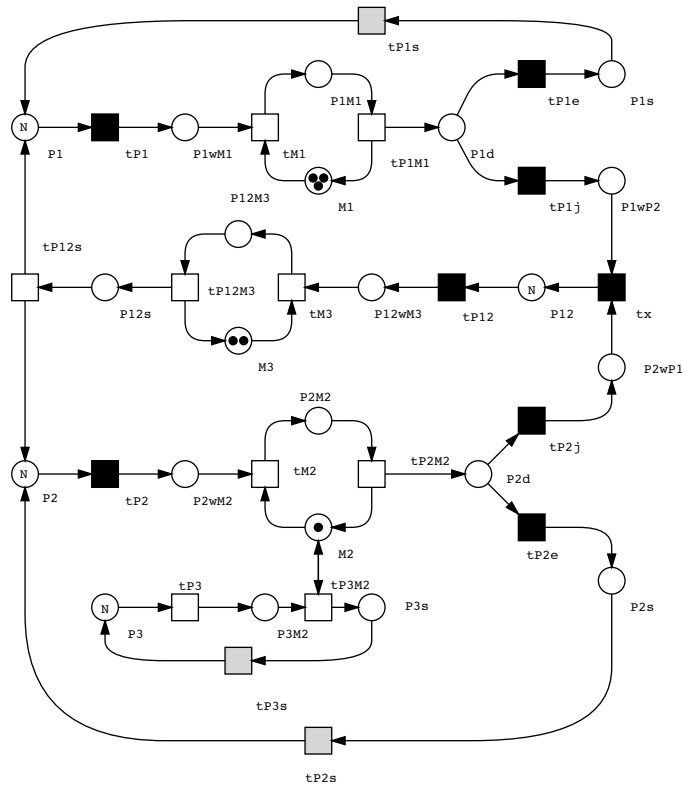 tP1s
P1M1
tP1e
P1s
N
P1
tP1
P1wM1
tM1
tP1M1
P1d
P12M3
M1
tP1j
P1wP2
tP12s
tP12M3
N
P12s
tM3
P12wM3
tP12
P12
tx
M3
P2wP1
P2M2
tP2j
N
P2
tP2
P2wM2
tM2
tP2M2
P2d
M2
tP2e
tP3
tP3M2
N
P3
P3M2
P3s
P2s
tP3s
tP2s